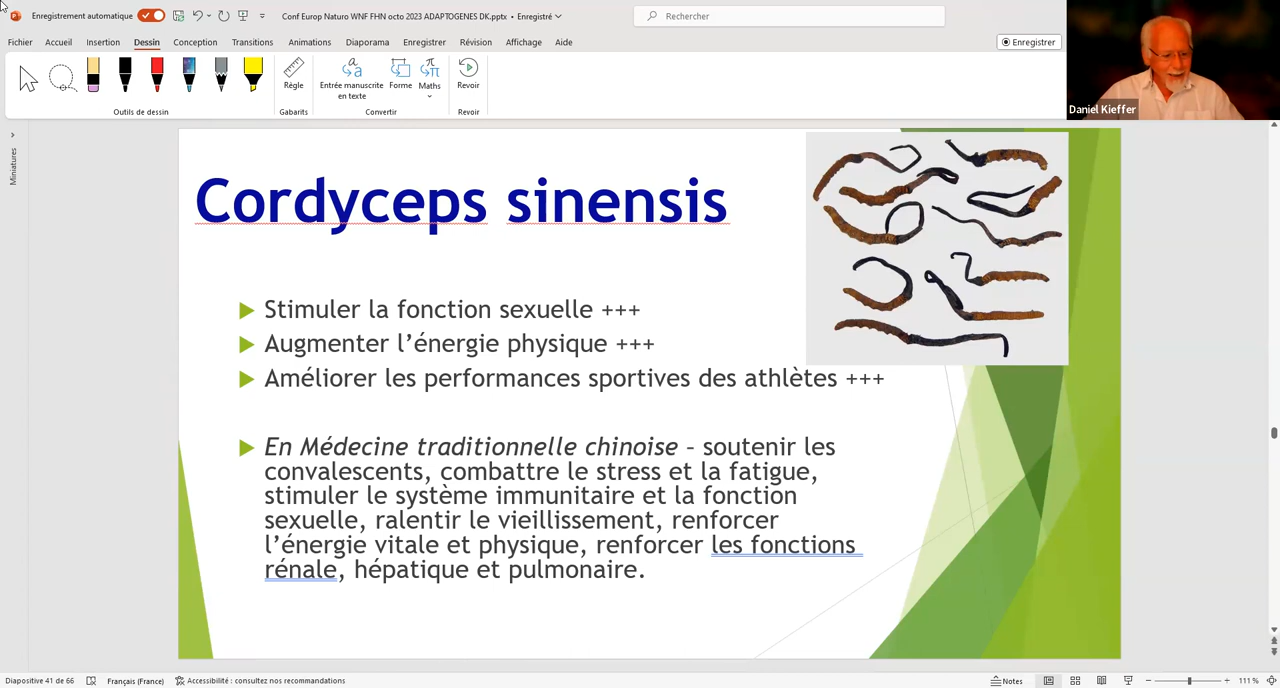 Enregistrement automatique
Conf Europ Naturo WNF FHN octo 2023 ADAPTOGENES DK.pptx • Enregistré
Rechercher
Fichier Accueil Insertion Dessin Conception Transitions Animations Diaporama Enregistrer Révision Affichage Aide
Enregistrer
Règle
Entrée manuscrite
en texte
Forme
Maths
Revoir
Outils de dessin
Gabarits
Convertir
Revoir
Daniel Kieffer
Miniatures
Cordyceps sinensis
Stimuler la fonction sexuelle +++
Augmenter l’énergie physique +++
Améliorer les performances sportives des athlètes +++
En Médecine traditionnelle chinoise – soutenir les
convalescents, combattre le stress et la fatigue,
stimuler le système immunitaire et la fonction
sexuelle, ralentir le vieillissement, renforcer
l’énergie vitale et physique, renforcer les fonctions
rénale, hépatique et pulmonaire.
Diapositive 41 de 66
Français (France)
Accessibilité : consultez nos recommandations
Notes
111 %